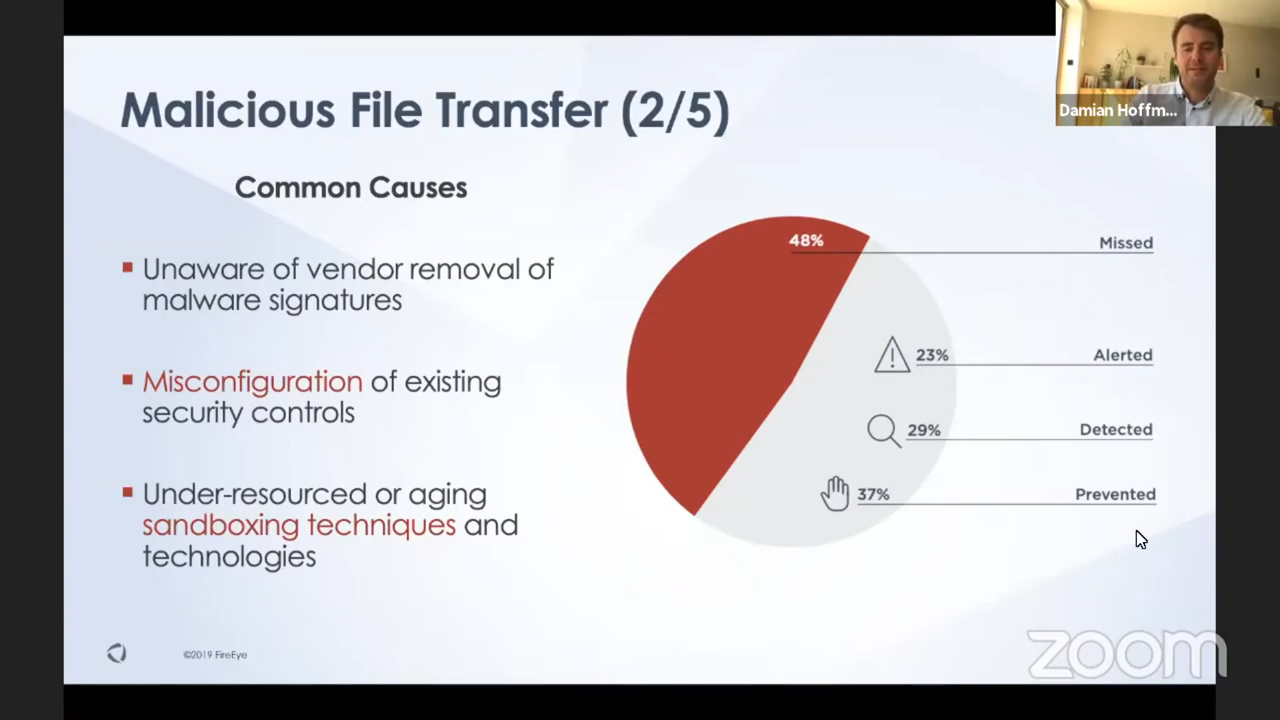 Malicious File Transfer (2/5)
Damian Hoffm...
Common Causes
Unaware of vendor removal of
malware signatures
Misconfiguration of existing
security controls
Under-resourced or aging
sandboxing techniques and
technologies
48% Missed
23% Alerted
29% Detected
37% Prevented
©2019 FireEye
zoom